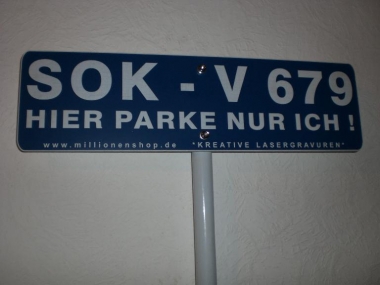 SOK - V 679
HIER PARKE NUR ICH !
www.millionenshop.de "KREATIVE LASERGRAVUREN"